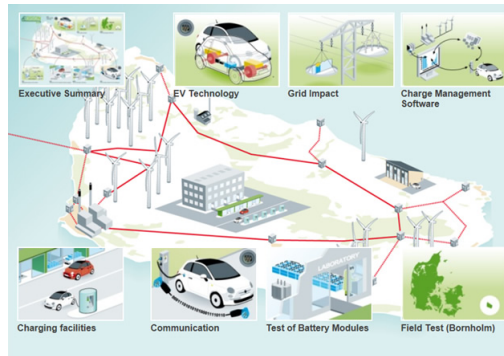 Executive Summary
EV Technology
Grid Impact
Charge Management
Software
LABORATORY
Charging facilities
Communication
Test of Battery Modules
Field Test (Bornholm)